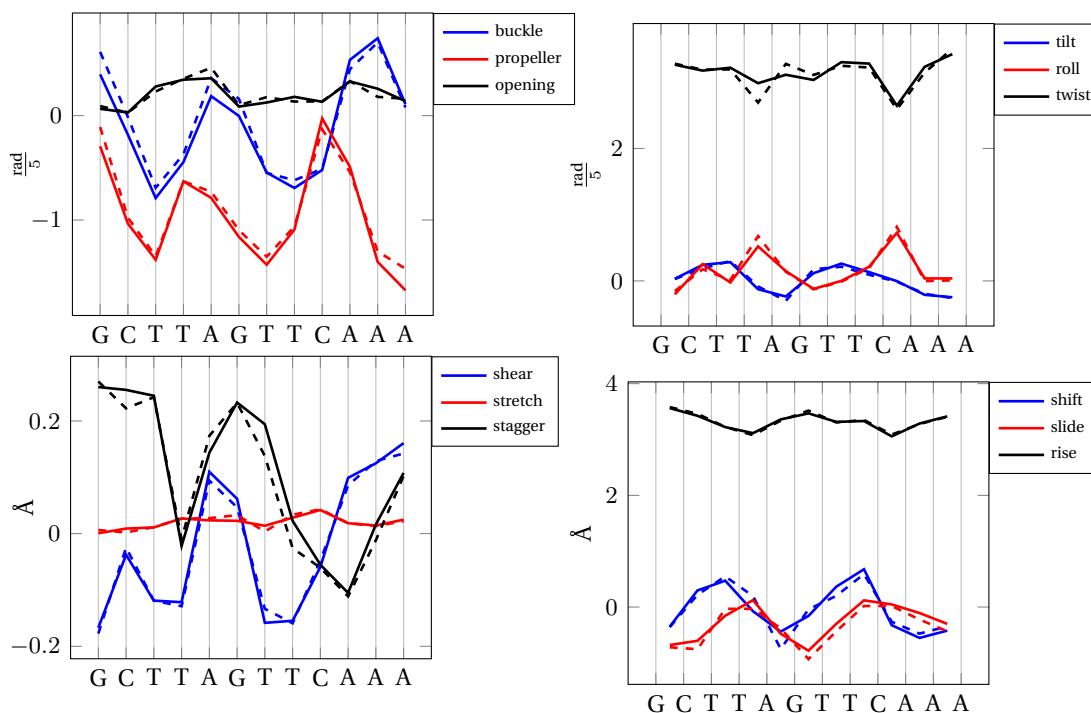 buckle
propeller
opening
0
−1
rad
5
G C T T A G T T C A A A
tilt
roll
twist
2
0
rad
5
G C T T A G T T C A A A
shear
stretch
stagger
0.2
0
−0.2
Å
G C T T A G T T C A A A
shift
slide
rise
4
2
0
Å
G C T T A G T T C A A A